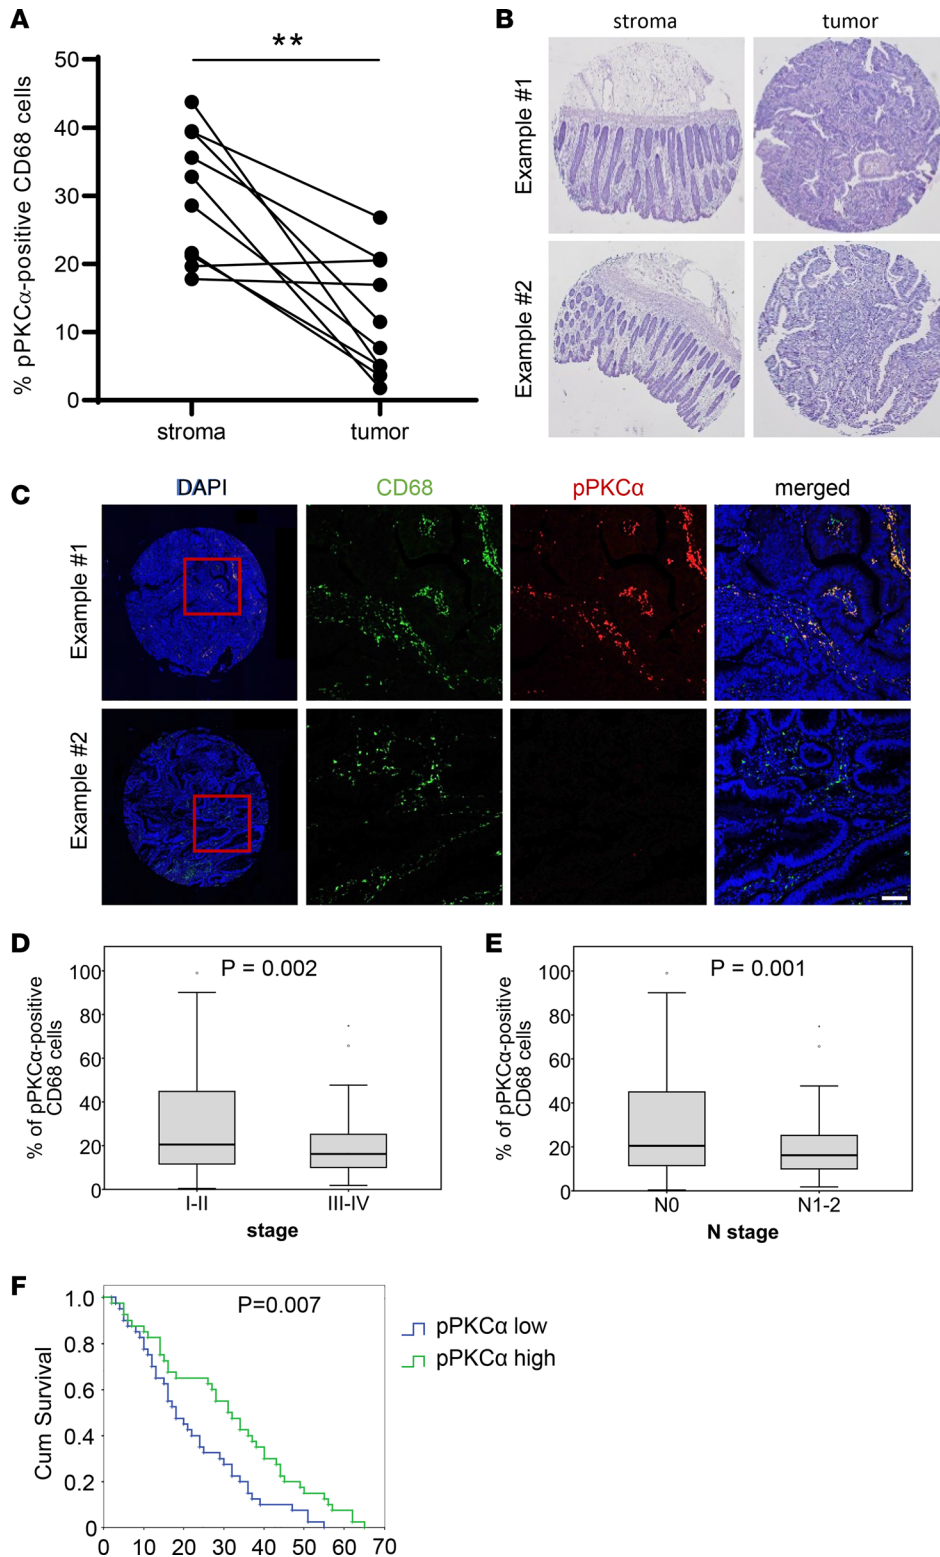 A
**
% pPKCα-positive CD68 cells
50
40
30
20
10
0
stroma
tumor
B
stroma
tumor
Example #1
Example #2
C
DAPI
CD68
pPKCα
merged
Example #1
Example #2
D
P = 0.002
% of pPKCα-positive
CD68 cells
100
80
60
40
20
0
I-II
III-IV
stage
E
P = 0.001
% of pPKCα-positive
CD68 cells
100
80
60
40
20
0
N0
N1-2
N stage
F
P=0.007
Cum Survival
1.0
0.8
0.6
0.4
0.2
0
0 10 20 30 40 50 60 70
pPKCα low
pPKCα high